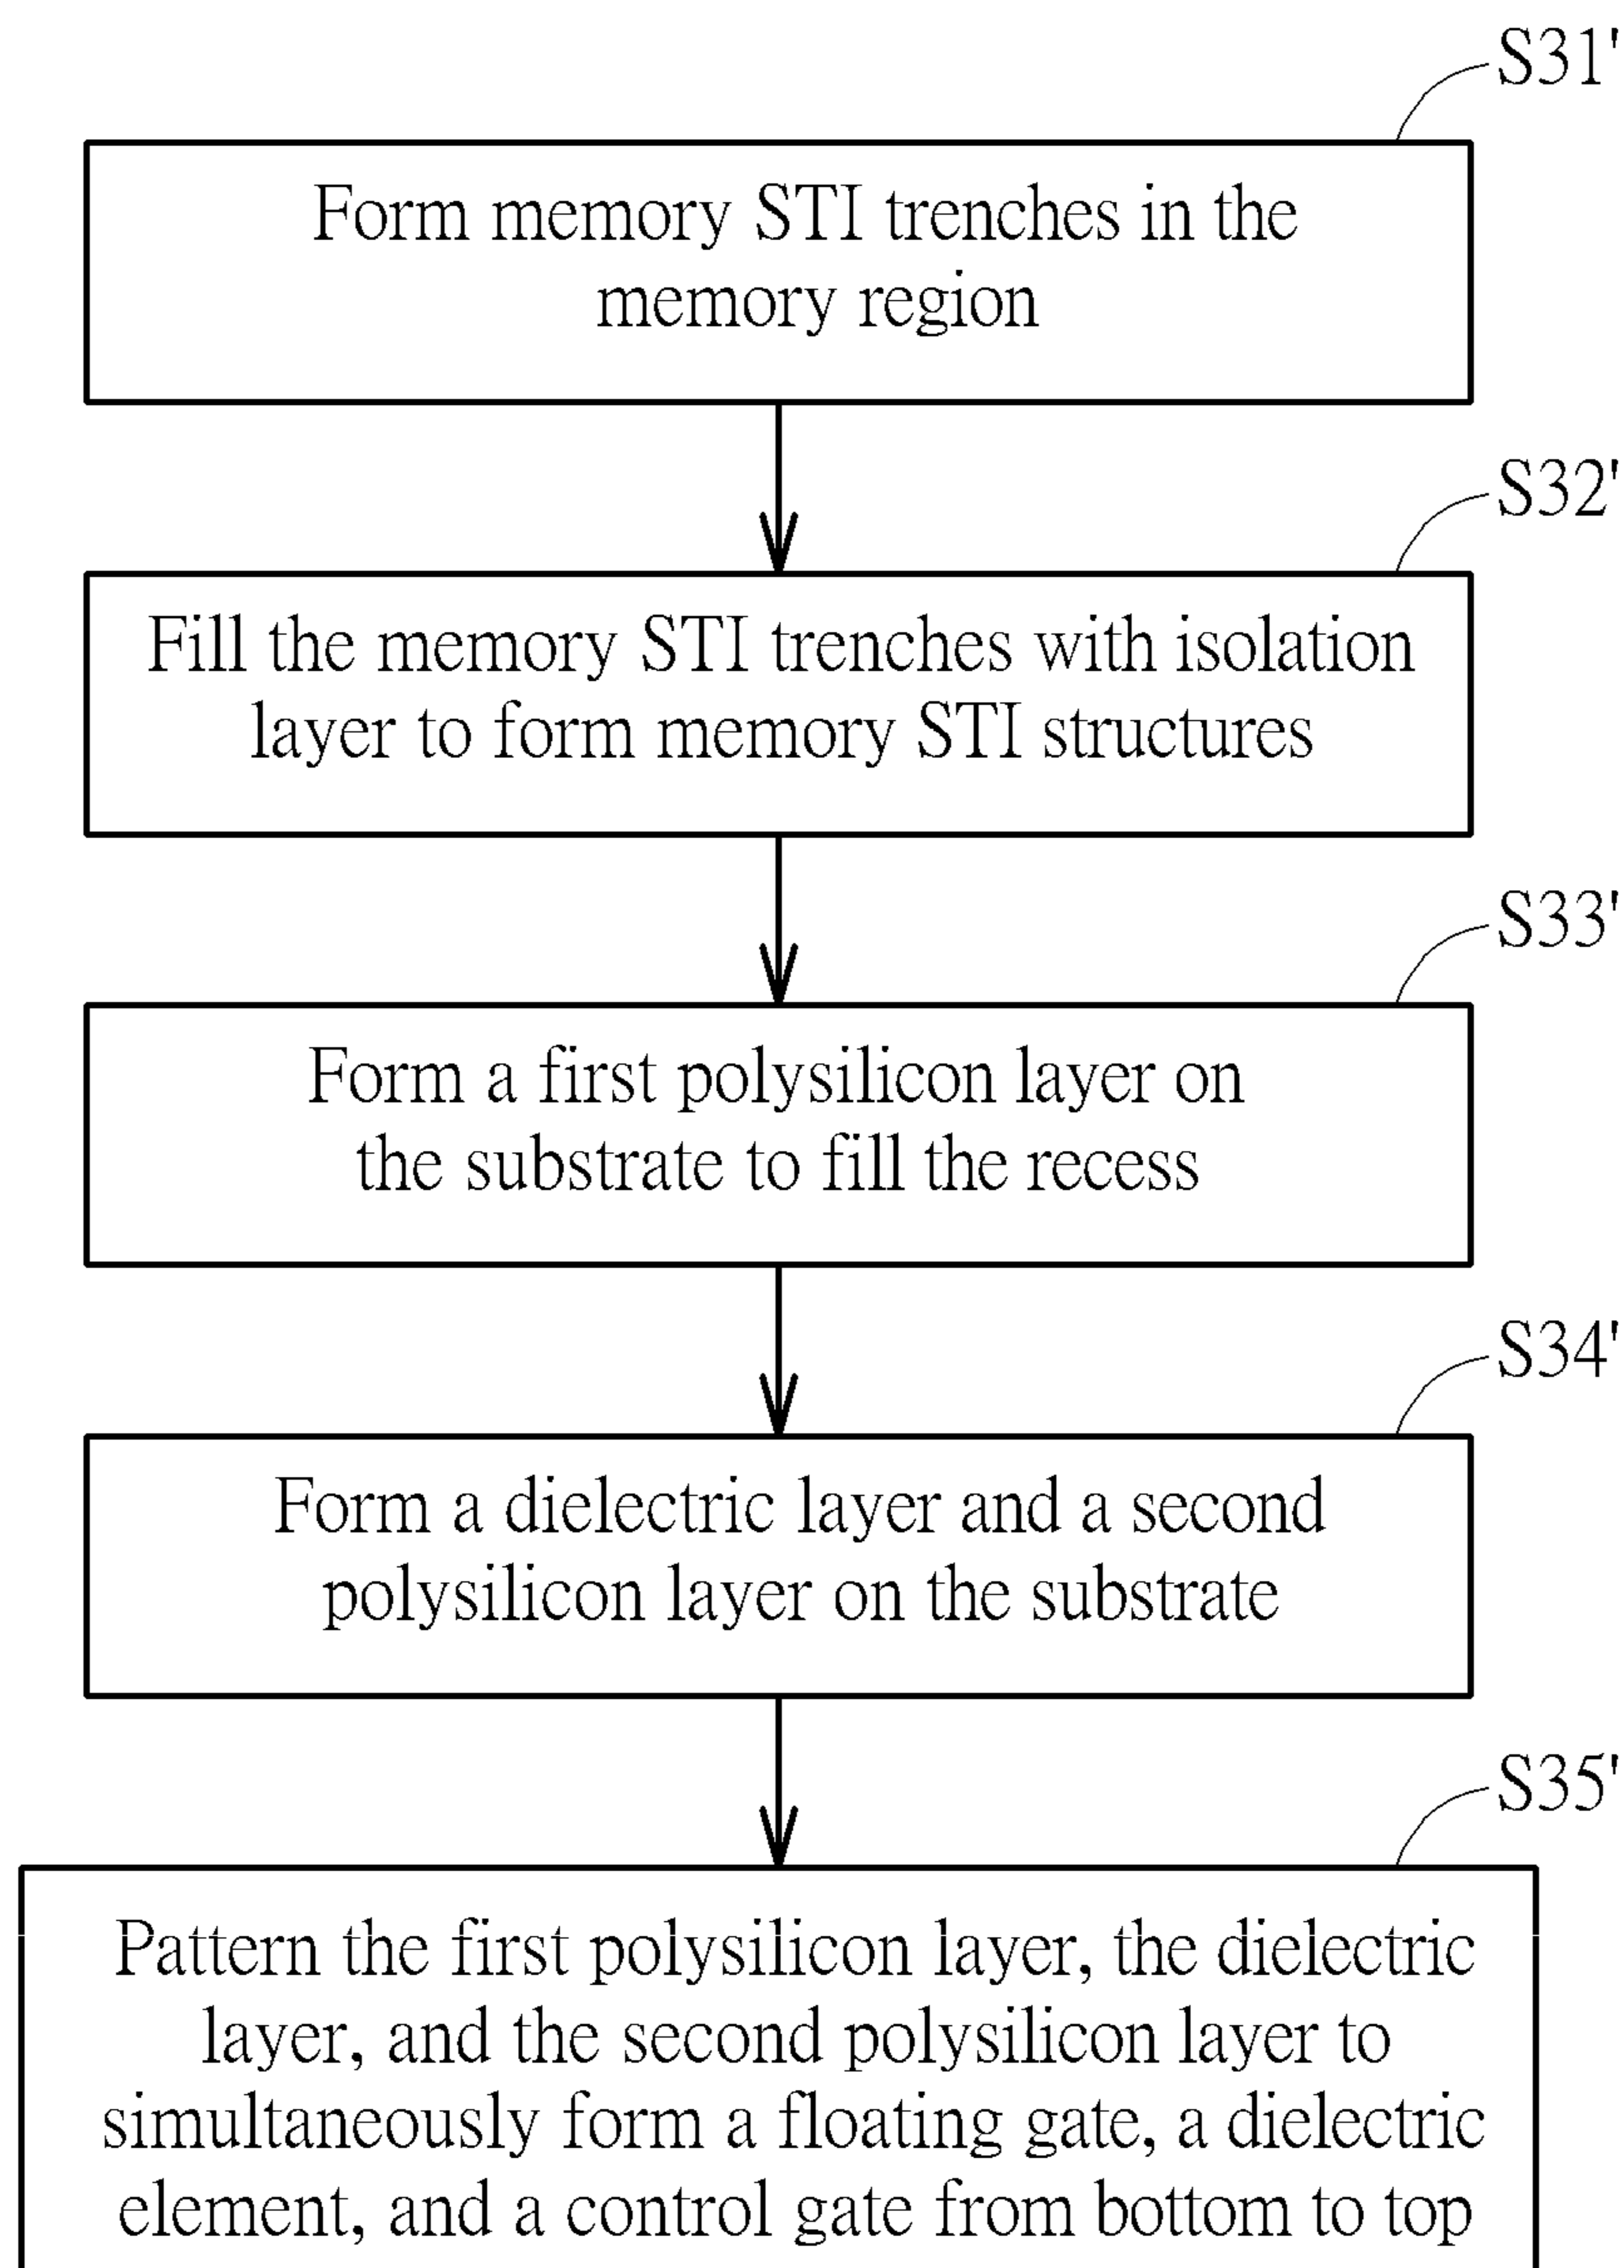 S31'
Form memory STI trenches in the
memory region
S32'
Fill the memory STI trenches with isolation
layer to form memory STI structures
S33'
Form a first polysilicon layer on
the substrate to fill the recess
S34'
Form a dielectric layer and a second
polysilicon layer on the substrate
S35'
Pattern the first polysilicon layer, the dielectric
layer, and the second polysilicon layer to
simultaneously form a floating gate, a dielectric
element, and a control gate from bottom to top